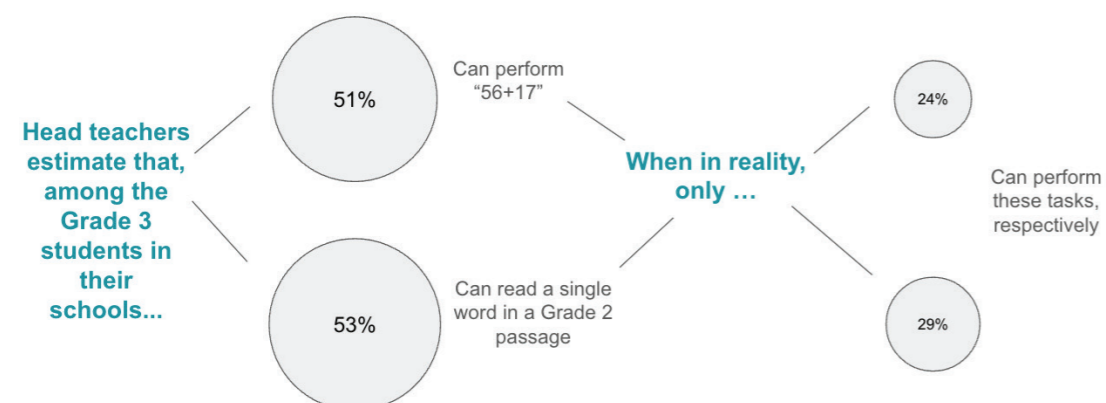 Head teachers
estimate that,
among the
Grade 3
students in
their
schools...
51%
Can perform
“56+17”
53%
Can read a single
word in a Grade 2
passage
When in reality,
only …
24%
29%
Can perform
these tasks,
respectively